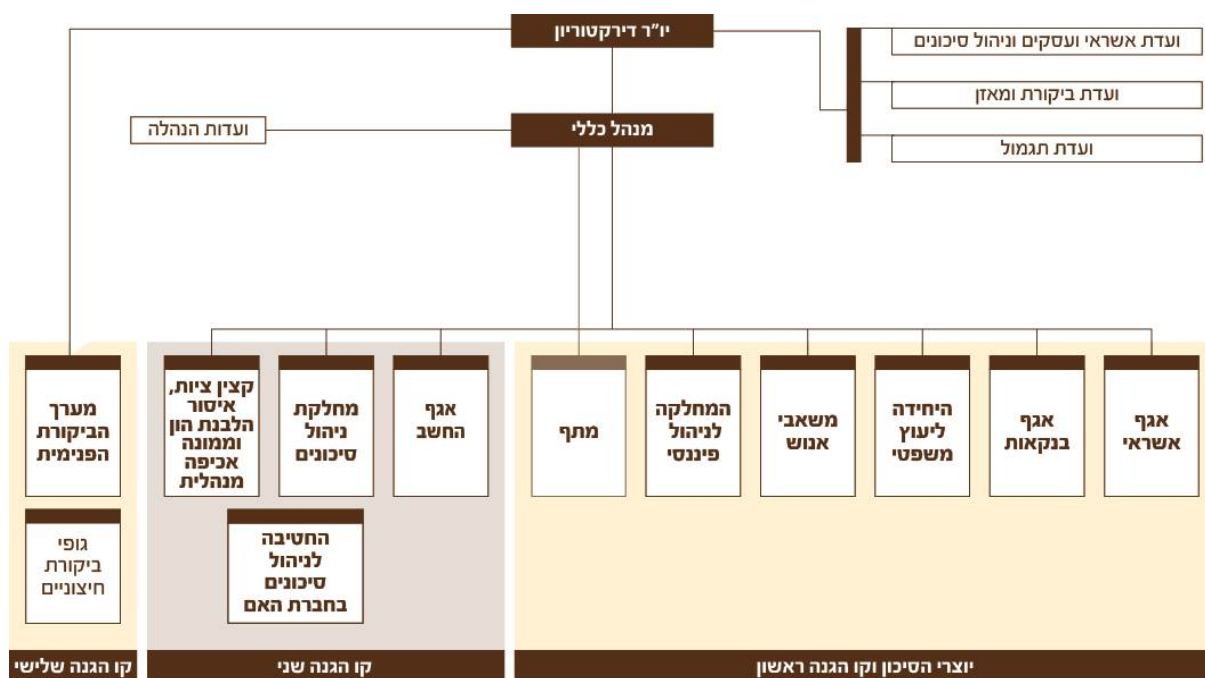 יו"ר דירקטוריון
ועדת אשראי ועסקים וניהול סיכונים
ועדת ביקורת ומאזן
ועדת תגמול
מנהל כללי
ועדות הנהלה
אגף
אשראי
אגף
בנקאות
היחידה
ליעוץ
משפטי
משאבי
אנוש
המחלקה
לניהול
פיננסי
מתף
אגף
החשב
מחלקת
ניהול
סיכונים
קצין ציות,
איסור
הלבנת הון
וממונה
אכיפה
מנהלית
החטיבה
לניהול
סיכונים
בחברת האם
מערך
הביקורת
הפנימית
גופי
ביקורת
חיצוניים
יוצרי הסיכון וקו הגנה ראשון
קו הגנה שני
קו הגנה שלישי